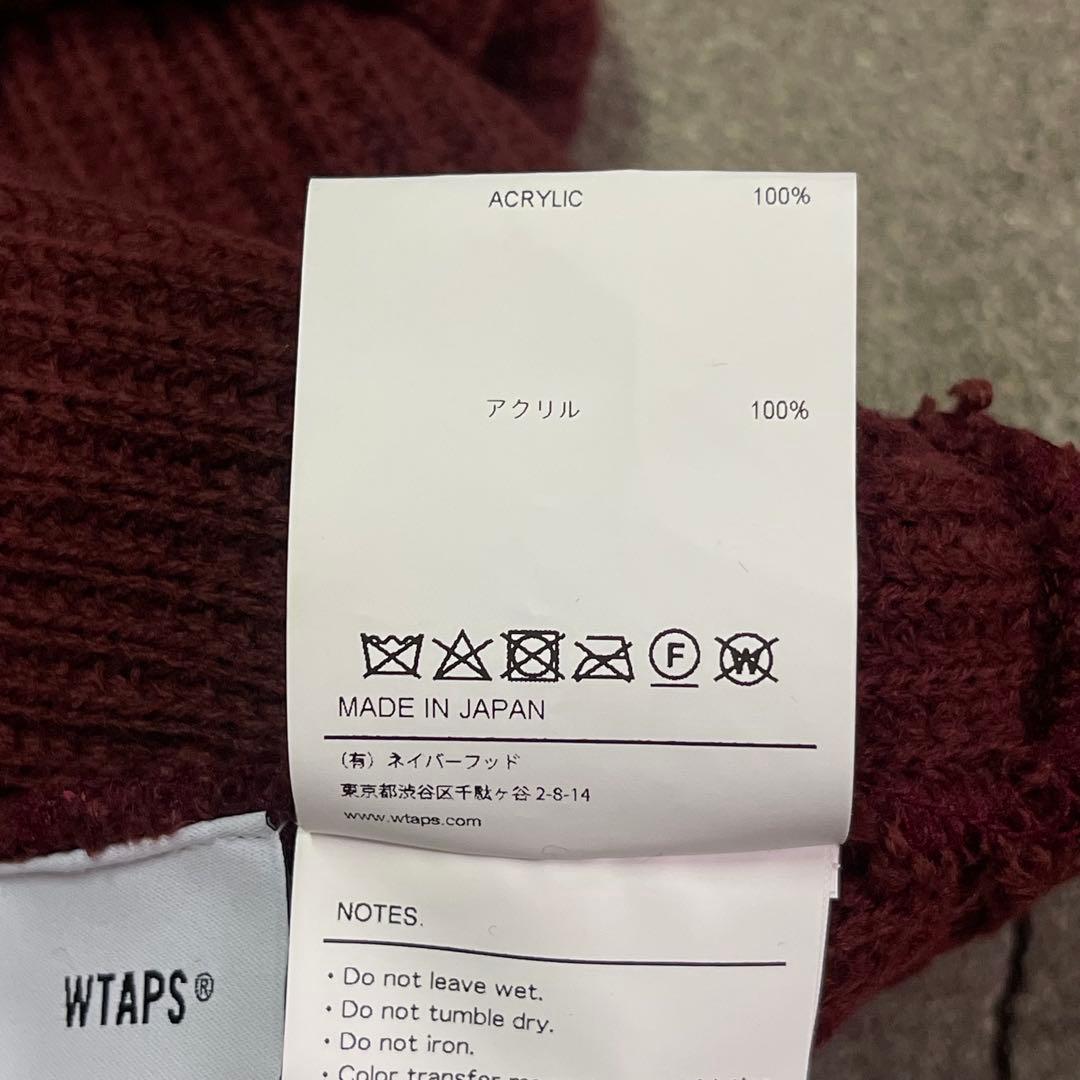 ACRYLIC 100%
アクリル 100%
F W
MADE IN JAPAN
(有) ネイバーフッド
東京都渋谷区千駄ヶ谷 2-8-14
www.wtaps.com
NOTES.
・Do not leave wet.
・Do not tumble dry.
・Do not iron.
・Color transfer
WTAPS®